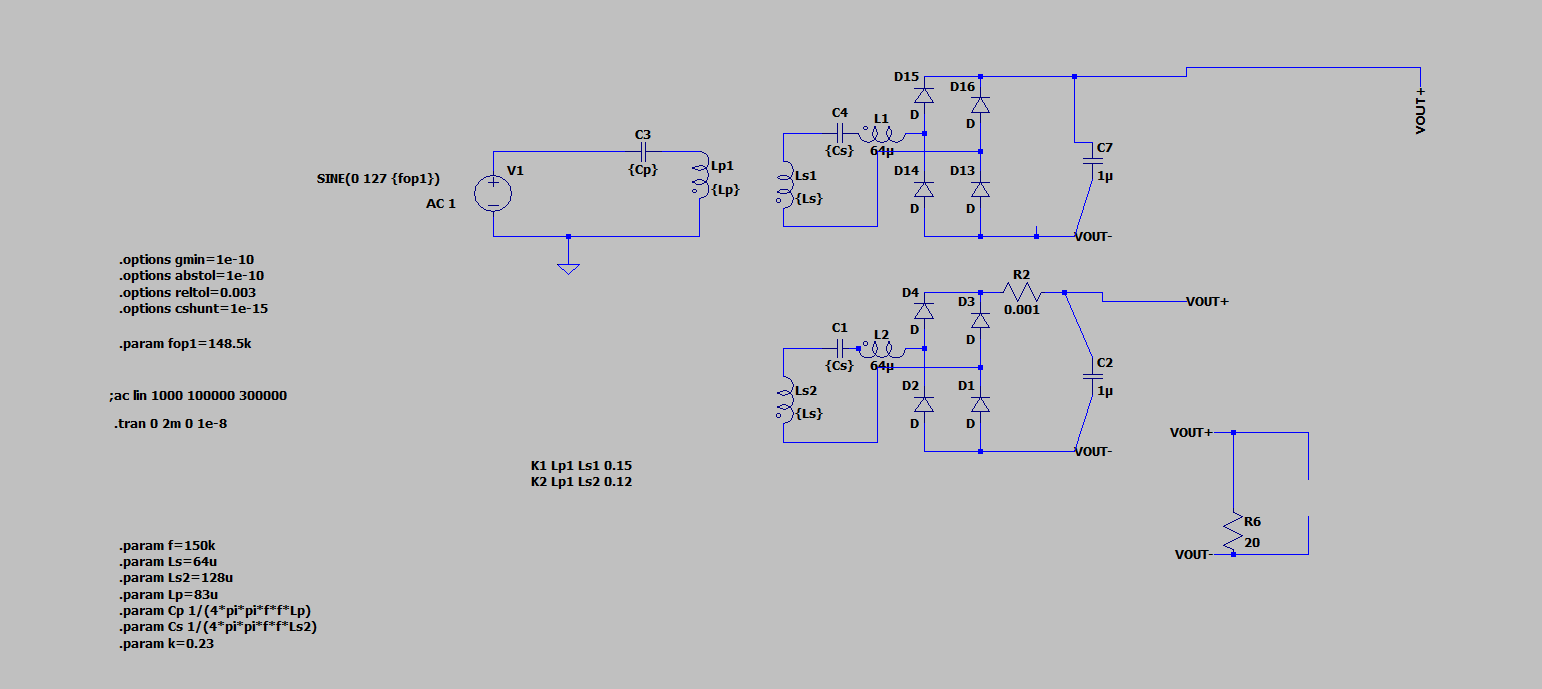 D15
D16
D
D
C4
L1
{Cs}
64µ
C3
{Cp}
V1
SINE(0 127 {fop1})
AC 1
Lp1
{Lp}
Ls1
{Ls}
D14
D13
D
D
C7
1µ
VOUT+
VOUT-
.options gmin=1e-10
.options abstol=1e-10
.options reltol=0.003
.options cshunt=1e-15
.param fop1=148.5k
;ac lin 1000 100000 300000
.tran 0 2m 0 1e-8
R2
0.001
D4
D3
D
D
VOUT+
C1
L2
{Cs}
64µ
Ls2
{Ls}
D2
D1
D
D
C2
1µ
VOUT-
VOUT+
R6
20
VOUT-
K1 Lp1 Ls1 0.15
K2 Lp1 Ls2 0.12
.param f=150k
.param Ls=64u
.param Ls2=128u
.param Lp=83u
.param Cp 1/(4*pi*pi*f*f*Lp)
.param Cs 1/(4*pi*pi*f*f*Ls2)
.param k=0.23